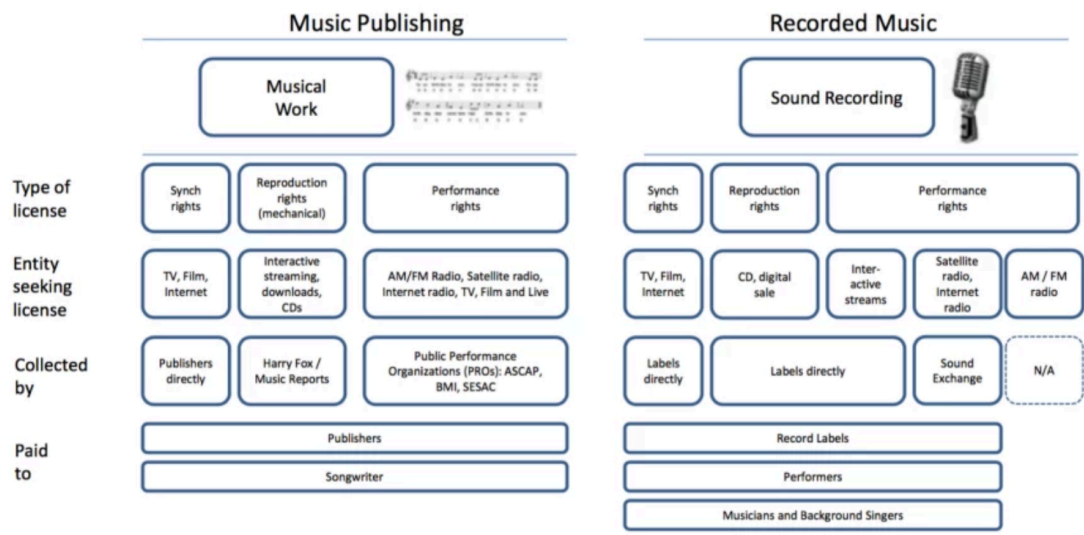 Music Publishing
Recorded Music
Musical
Work
Sound Recording
Type of
license
Synch
rights
Reproduction
rights
(mechanical)
Performance
rights
Synch
rights
Reproduction
rights
Performance
rights
Entity
seeking
license
TV, Film,
Internet
Interactive
streaming,
downloads,
CDs
AM/FM Radio, Satellite radio,
Internet radio, TV, Film and Live
TV, Film,
Internet
CD, digital
sale
Inter-
active
streams
Satellite
radio,
Internet
radio
AM / FM
radio
Collected
by
Publishers
directly
Harry Fox /
Music Reports
Public Performance
Organizations (PROs): ASCAP,
BMI, SESAC
Labels
directly
Labels directly
Sound
Exchange
N/A
Paid
to
Publishers
Songwriter
Record Labels
Performers
Musicians and Background Singers